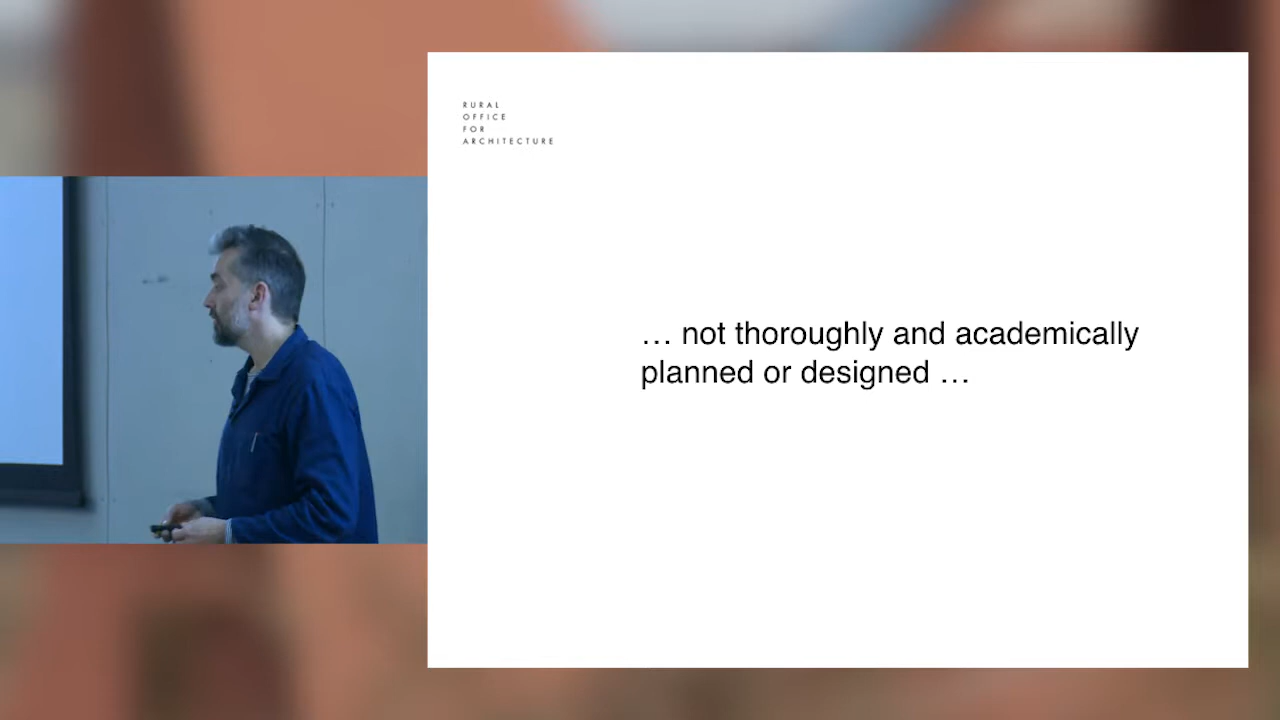 RURAL
OFFICE
FOR
ARCHITECTURE
… not thoroughly and academically
planned or designed …